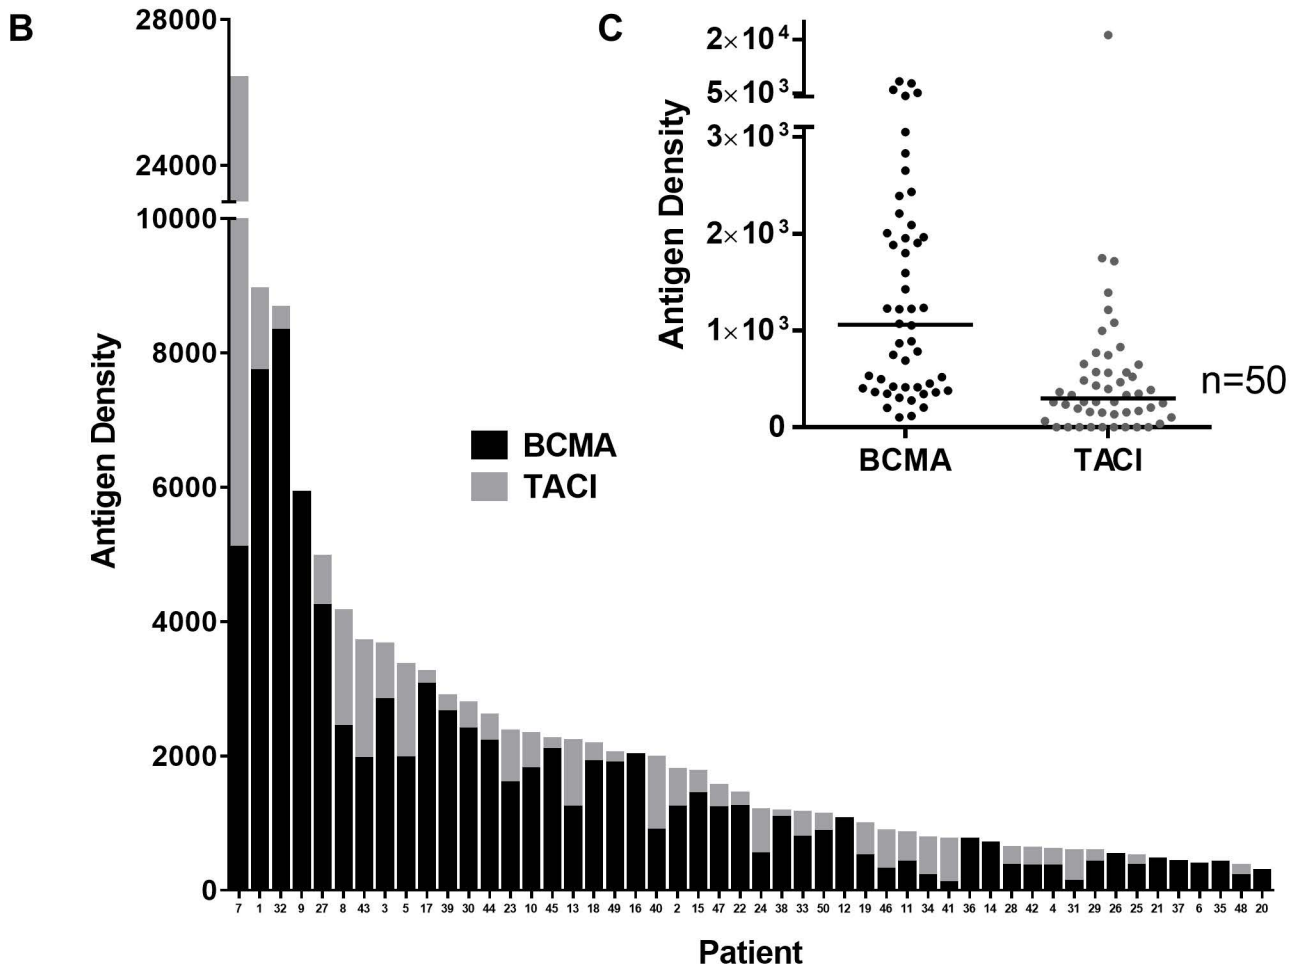 B
28000
24000
10000
8000
6000
4000
2000
0
Antigen Density
BCMA
TACI
7 1 32 9 27 8 43 3 5 17 39 30 44 23 10 45 13 18 49 16 40 2 15 47 22 24 38 33 50 12 19 46 11 34 41 36 14 28 42 4 31 29 26 25 21 37 6 35 48 20
Patient
C
2×10⁴
5×10³
3×10³
2×10³
1×10³
0
Antigen Density
BCMA TACI
n=50